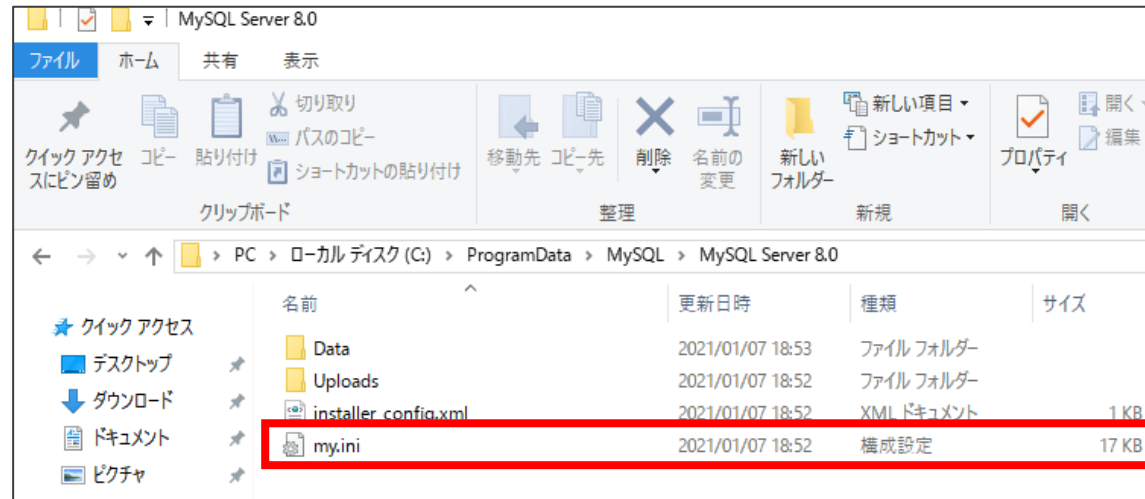 MySQL Server 8.0
ファイル ホーム 共有 表示
クイック アクセスにピン留め
コピー
貼り付け
切り取り
パスのコピー
ショートカットの貼り付け
クリップボード
移動先
コピー先
削除
名前の変更
整理
新しいフォルダー
新しい項目
ショートカット
新規
プロパティ
開く
編集
開く
PC > ローカル ディスク (C:) > ProgramData > MySQL > MySQL Server 8.0
名前 更新日時 種類 サイズ
クイック アクセス
デスクトップ
ダウンロード
ドキュメント
ピクチャ
Data 2021/01/07 18:53 ファイル フォルダー
Uploads 2021/01/07 18:52 ファイル フォルダー
installer_config.xml 2021/01/07 18:52 XML ドキュメント 1 KB
my.ini 2021/01/07 18:52 構成設定 17 KB